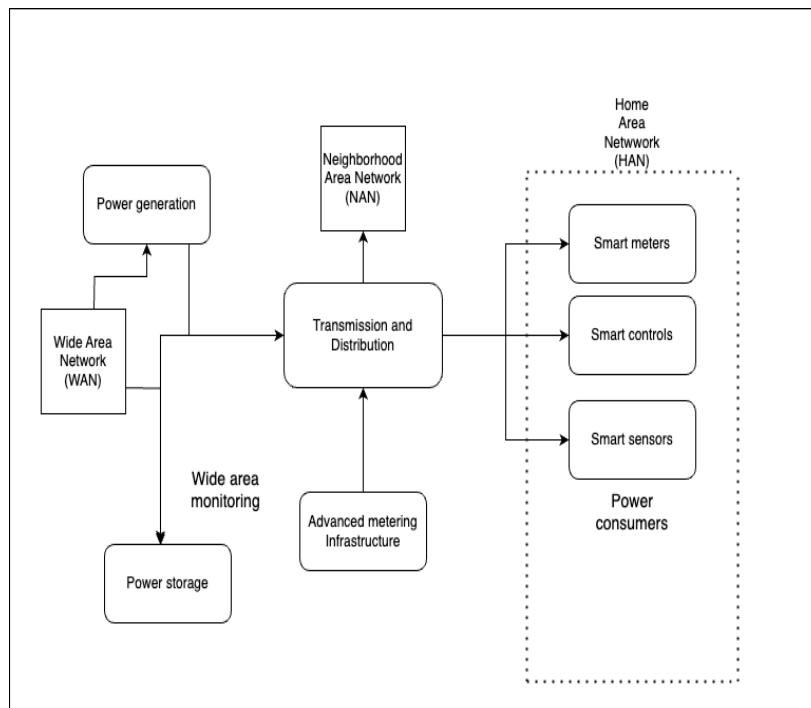 Home
Area
Netwwork
(HAN)
Neighborhood
Area Network
(NAN)
Power generation
Smart meters
Wide Area
Network
(WAN)
Transmission and
Distribution
Smart controls
Smart sensors
Wide area
monitoring
Advanced metering
Infrastructure
Power
consumers
Power storage